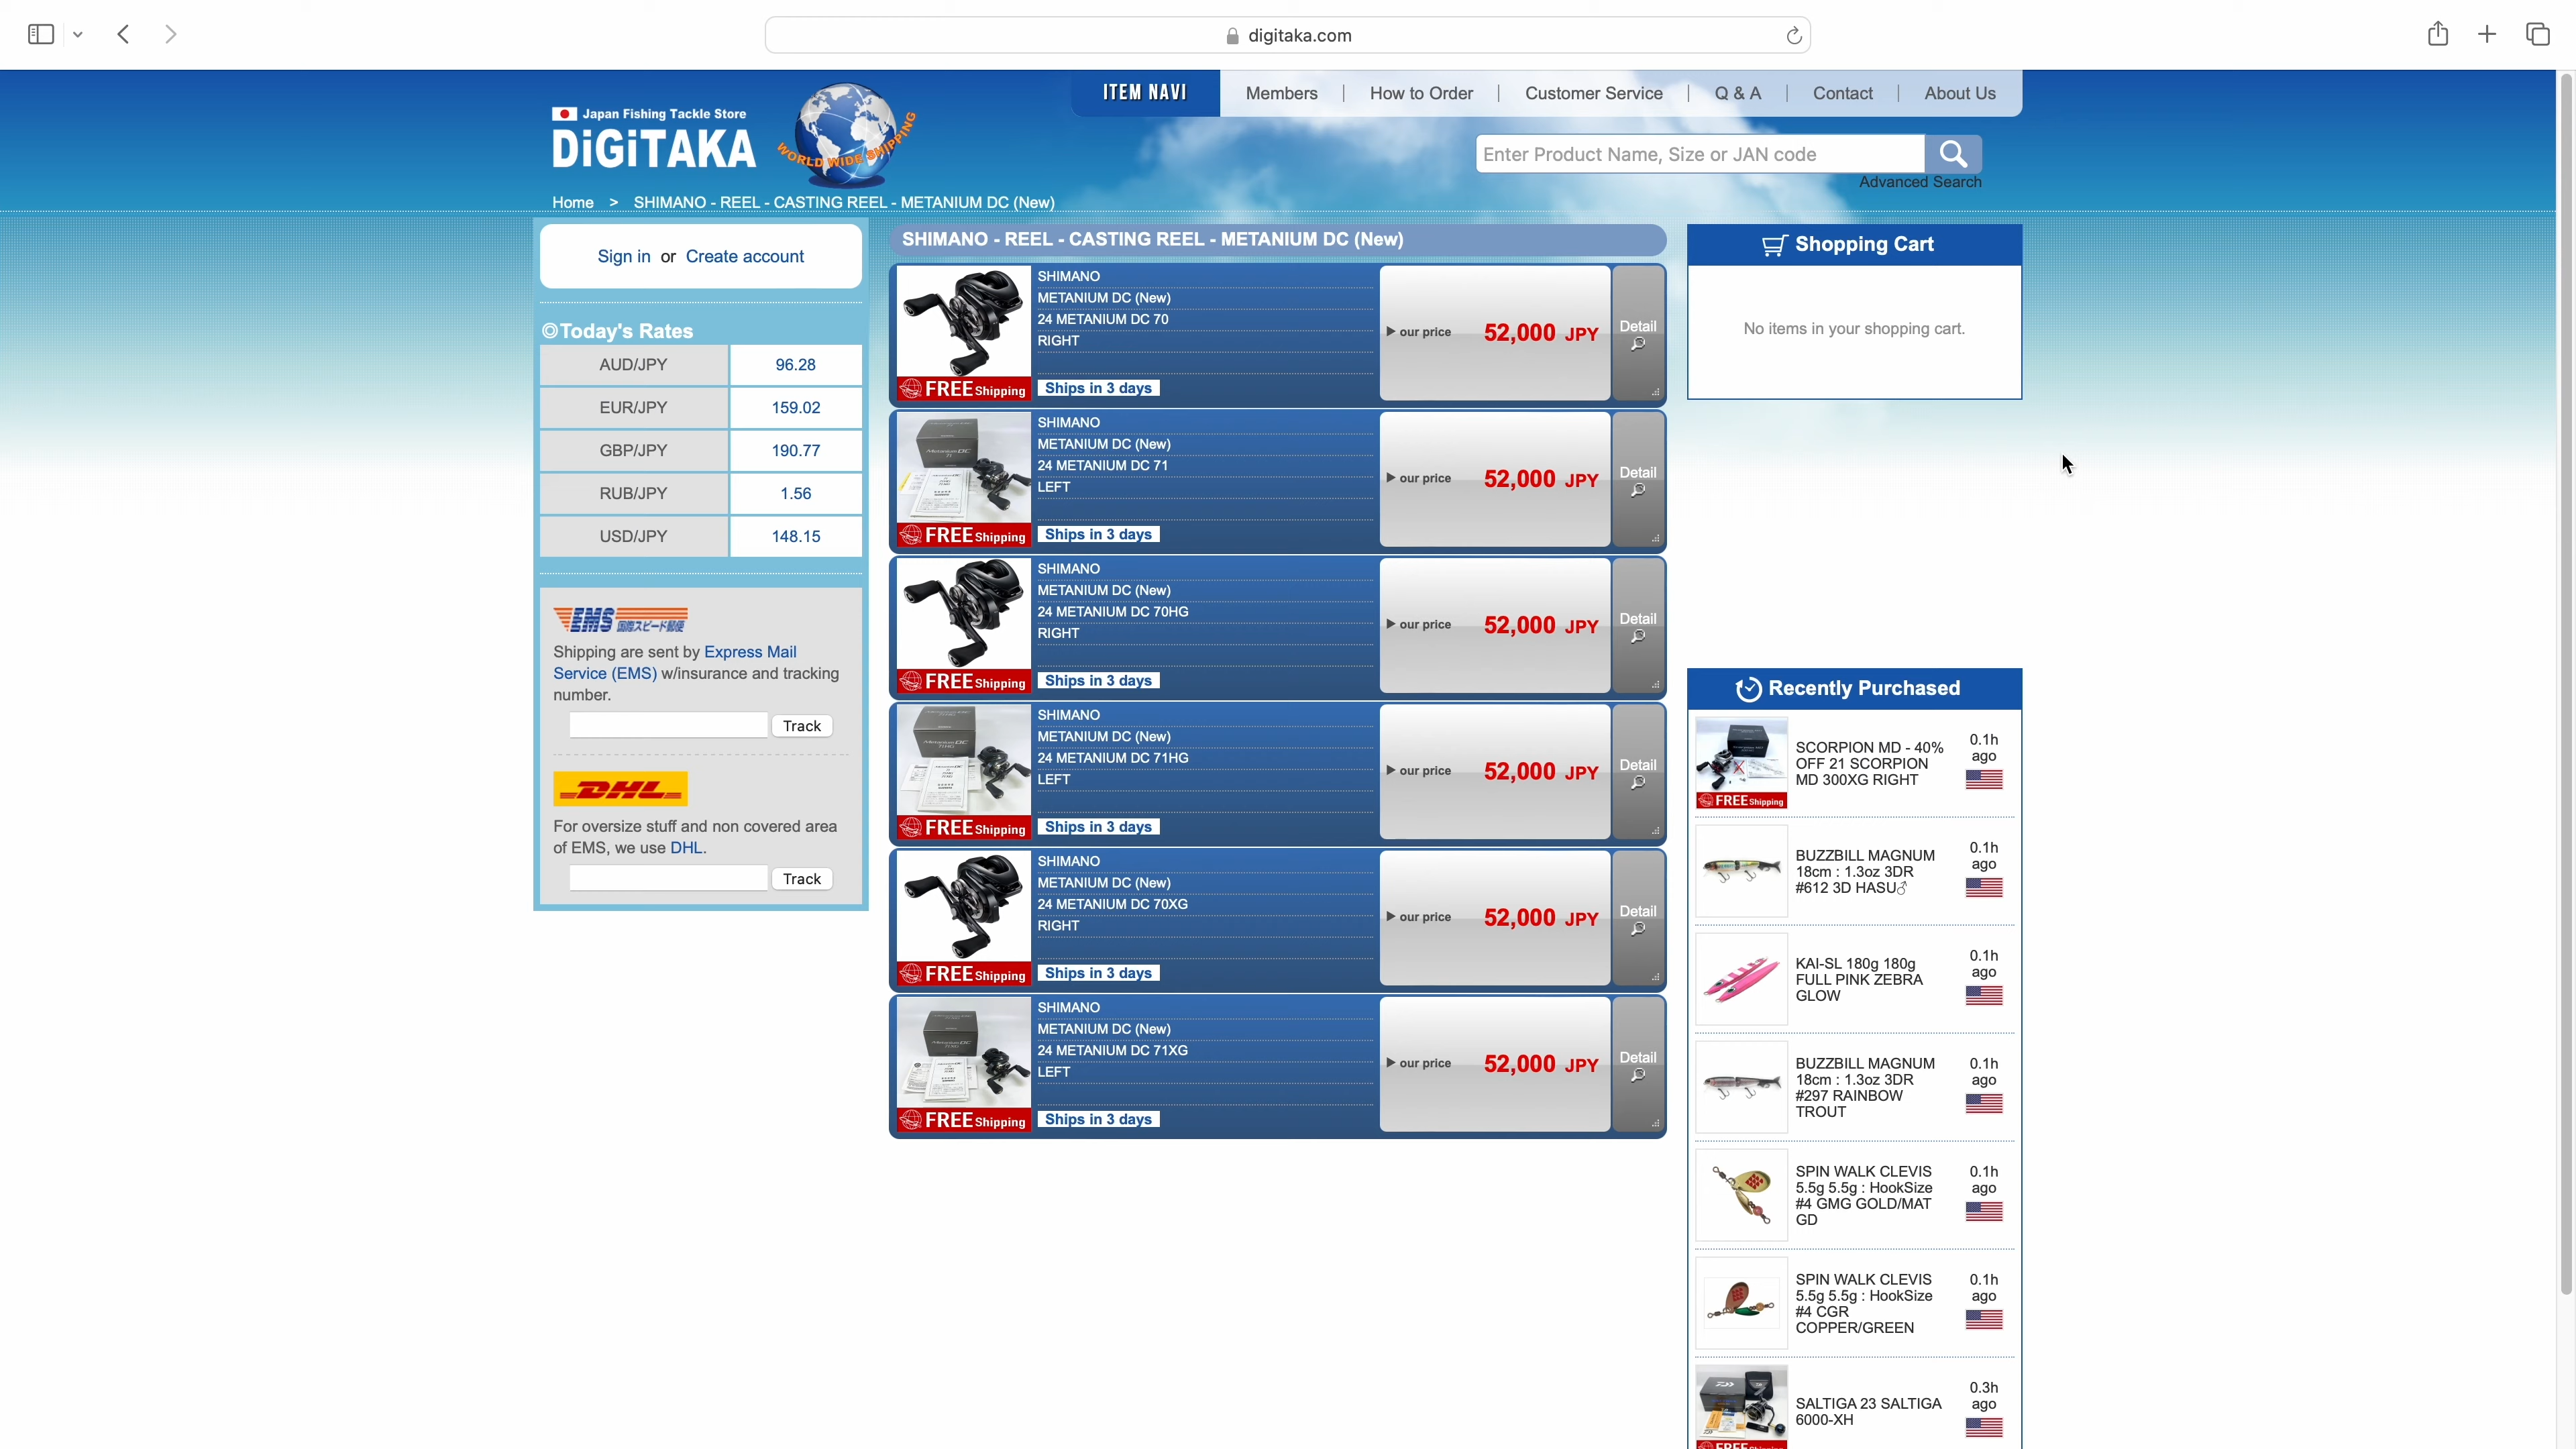 digitaka.com
ITEM NAVI
Members
How to Order
Customer Service
Q & A
Contact
About Us
Japan Fishing Tackle Store
DiGiTAKA
WORLD WIDE SHIPPING
Enter Product Name, Size or JAN code
Advanced Search
Home > SHIMANO - REEL - CASTING REEL - METANIUM DC (New)
Sign in or Create account
◎Today's Rates
AUD/JPY 96.28
EUR/JPY 159.02
GBP/JPY 190.77
RUB/JPY 1.56
USD/JPY 148.15
EMS 国際スピード郵便
Shipping are sent by Express Mail
Service (EMS) w/insurance and tracking
number.
Track
DHL
For oversize stuff and non covered area
of EMS, we use DHL.
Track
SHIMANO - REEL - CASTING REEL - METANIUM DC (New)
SHIMANO
METANIUM DC (New)
24 METANIUM DC 70
RIGHT
FREE Shipping
Ships in 3 days
our price 52,000 JPY
Detail
SHIMANO
METANIUM DC (New)
24 METANIUM DC 71
LEFT
FREE Shipping
Ships in 3 days
our price 52,000 JPY
Detail
SHIMANO
METANIUM DC (New)
24 METANIUM DC 70HG
RIGHT
FREE Shipping
Ships in 3 days
our price 52,000 JPY
Detail
SHIMANO
METANIUM DC (New)
24 METANIUM DC 71HG
LEFT
FREE Shipping
Ships in 3 days
our price 52,000 JPY
Detail
SHIMANO
METANIUM DC (New)
24 METANIUM DC 70XG
RIGHT
FREE Shipping
Ships in 3 days
our price 52,000 JPY
Detail
SHIMANO
METANIUM DC (New)
24 METANIUM DC 71XG
LEFT
FREE Shipping
Ships in 3 days
our price 52,000 JPY
Detail
Shopping Cart
No items in your shopping cart.
Recently Purchased
SCORPION MD - 40%
OFF 21 SCORPION
MD 300XG RIGHT
0.1h
ago
FREE Shipping
BUZZBILL MAGNUM
18cm : 1.3oz 3DR
#612 3D HASU♂
0.1h
ago
KAI-SL 180g 180g
FULL PINK ZEBRA
GLOW
0.1h
ago
BUZZBILL MAGNUM
18cm : 1.3oz 3DR
#297 RAINBOW
TROUT
0.1h
ago
SPIN WALK CLEVIS
5.5g 5.5g : HookSize
#4 GMG GOLD/MAT
GD
0.1h
ago
SPIN WALK CLEVIS
5.5g 5.5g : HookSize
#4 CGR
COPPER/GREEN
0.1h
ago
SALTIGA 23 SALTIGA
6000-XH
0.3h
ago